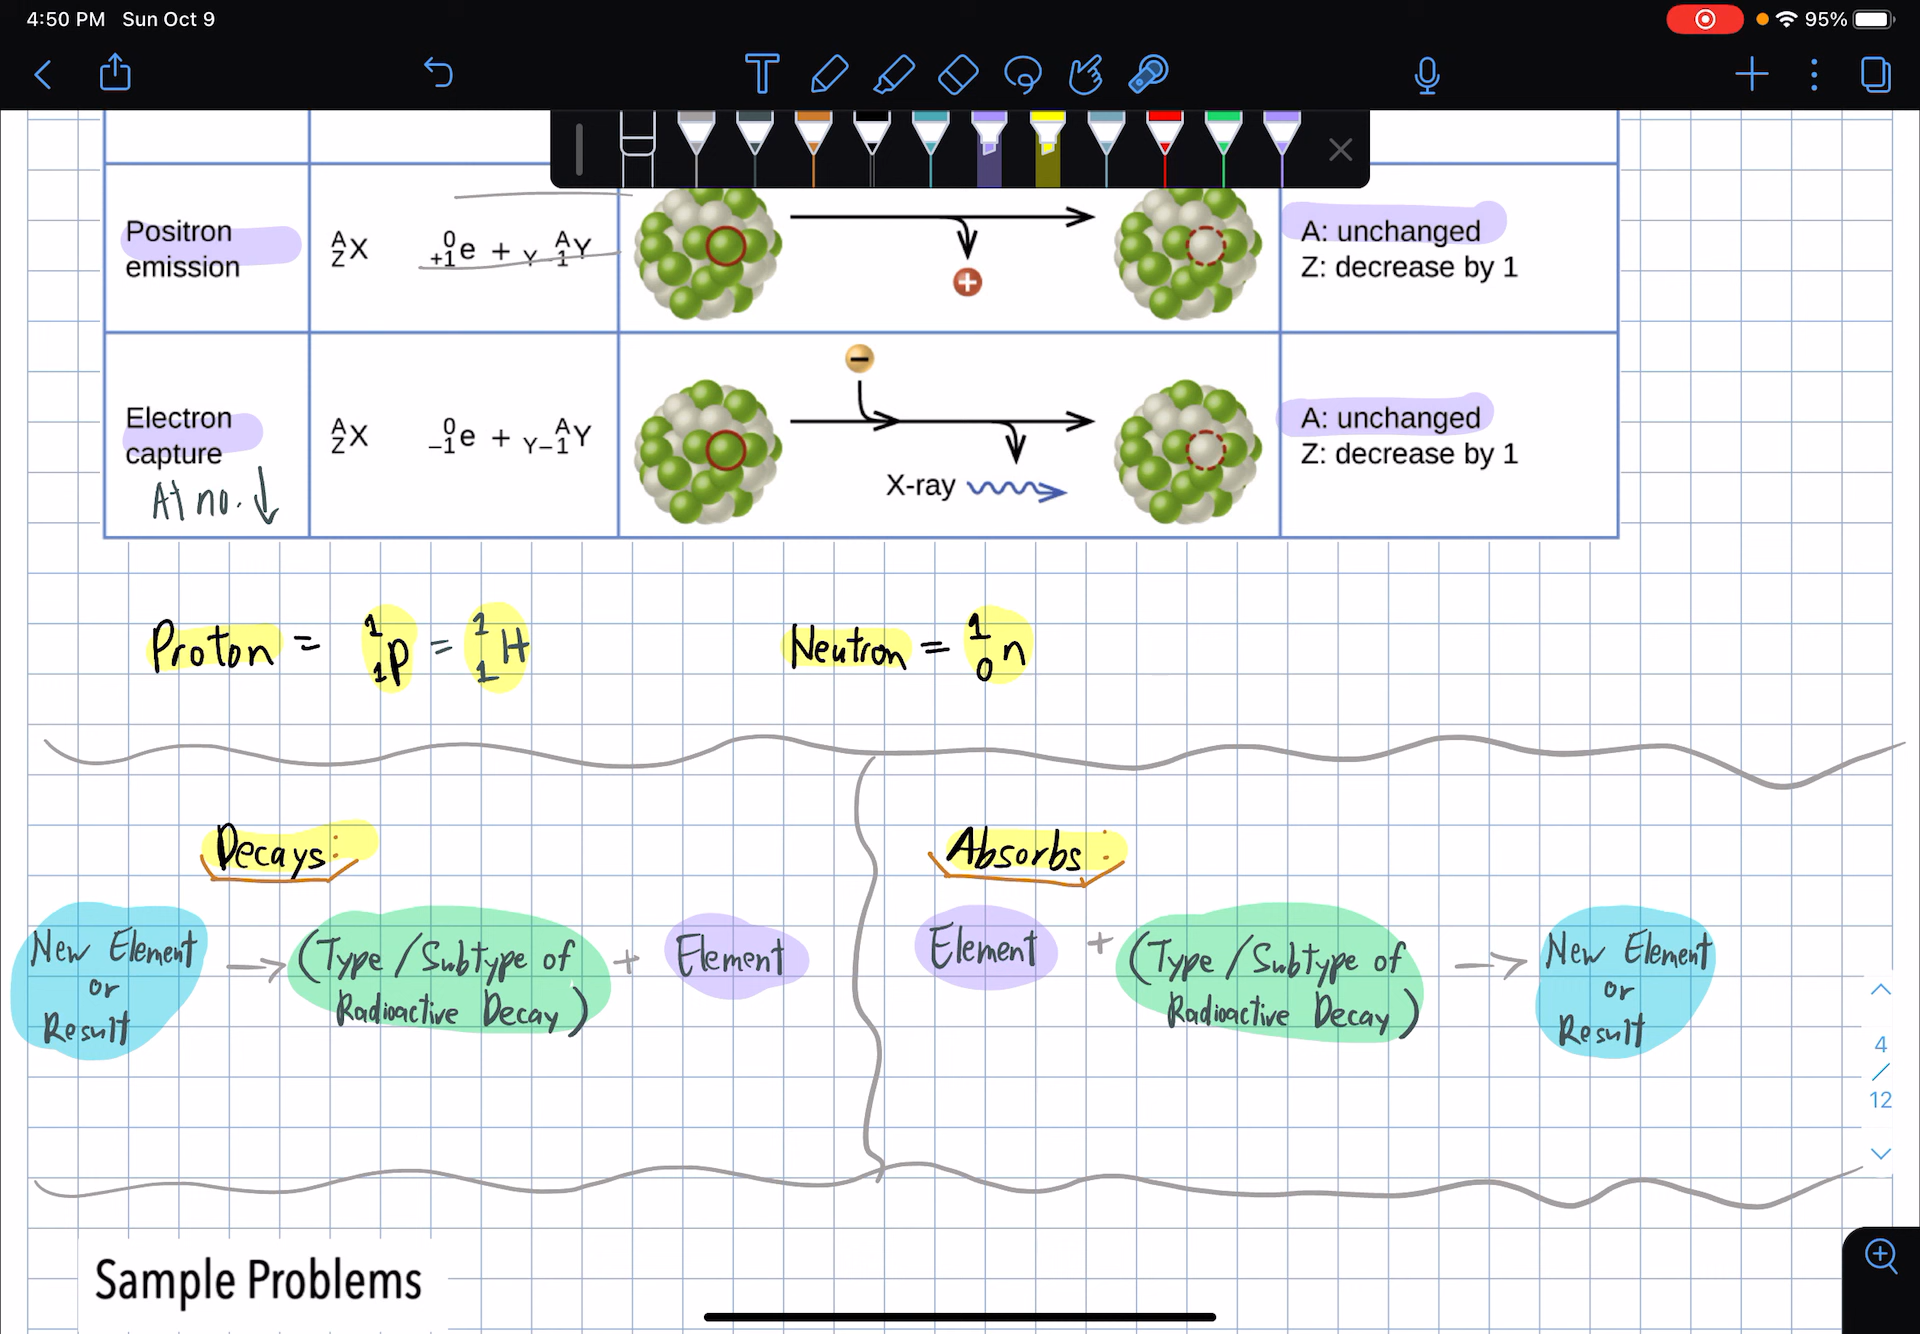 4:50 PM Sun Oct 9
95%
Positron
emission
A
Z X
0
+1 e + A
Y-1 Y
A: unchanged
Z: decrease by 1
Electron
capture
At no. ↓
A
Z X
0
−1 e + A
Y−1 Y
X-ray
A: unchanged
Z: decrease by 1
Proton = 1
1 p = 1
1 H
Neutron = 1
0 n
Decays:
New Element
or
Result
→ (Type/Subtype of
Radioactive Decay)
+ Element
Absorbs:
Element + (Type/Subtype of
Radioactive Decay)
→ New Element
or
Result
4
/
12
Sample Problems